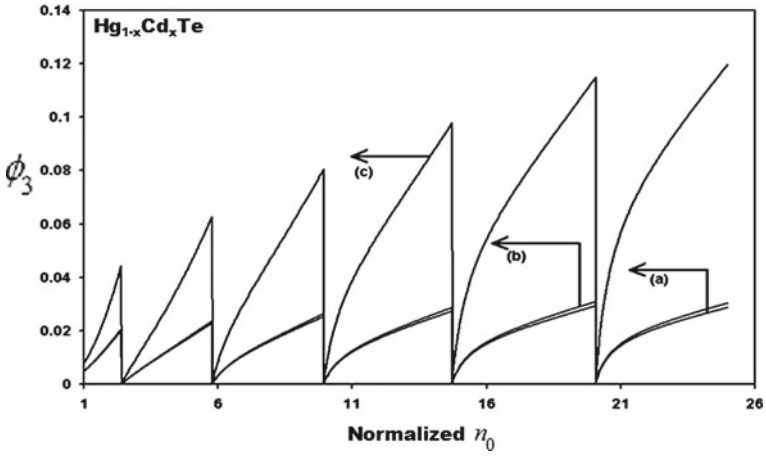 Hg₁₋ₓCdₓTe
0.14
0.12
0.1
0.08
0.06
0.04
0.02
0
ϕ₃
(c)
(b)
(a)
1 6 11 16 21 26
Normalized n₀